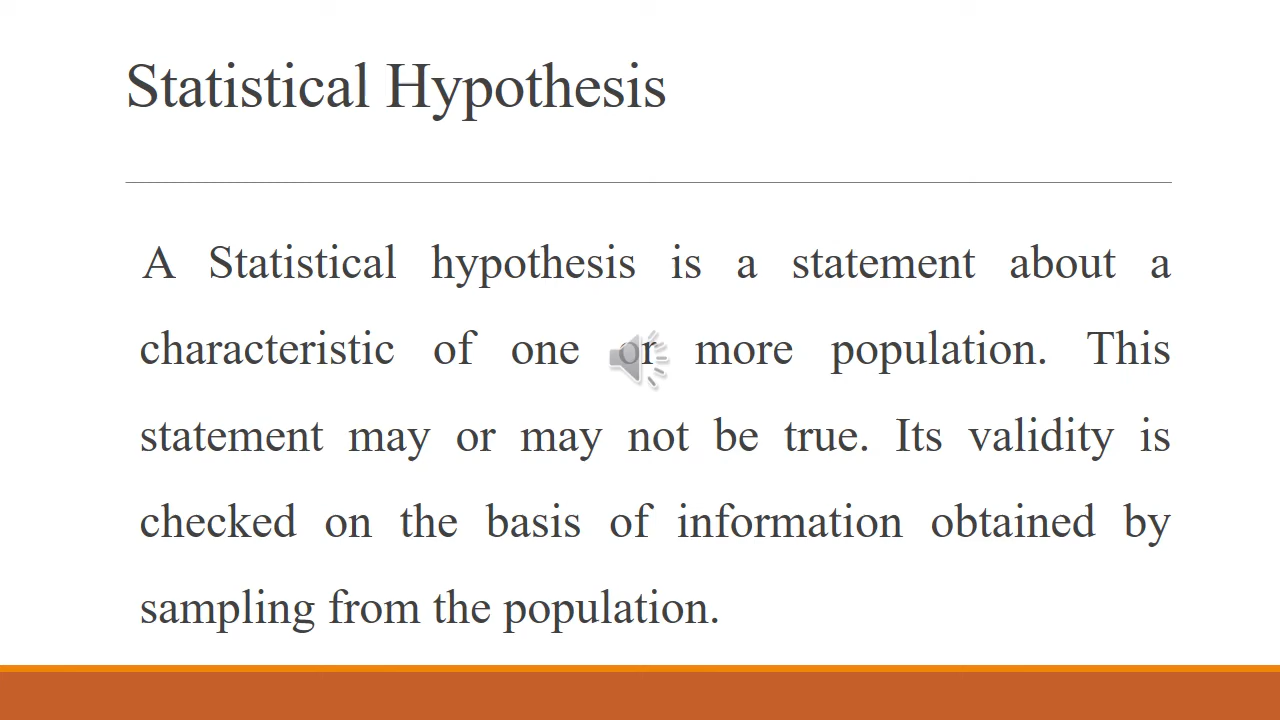 Statistical Hypothesis
A Statistical hypothesis is a statement about a
characteristic of one or more population. This
statement may or may not be true. Its validity is
checked on the basis of information obtained by
sampling from the population.